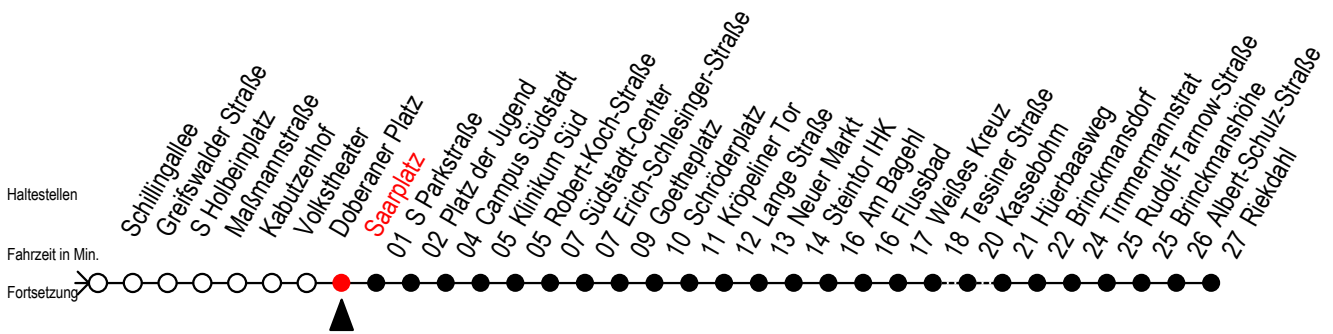 Haltestellen
Schillingallee
Greifswalder Straße
S Holbeinplatz
Maßmannstraße
Kabutzenhof
Volkstheater
Doberaner Platz
Saarplatz
01 S Parkstraße
02 Platz der Jugend
04 Campus Südstadt
05 Klinikum Süd
05 Robert-Koch-Straße
07 Südstadt-Center
07 Erich-Schlesinger-Straße
09 Goetheplatz
10 Schröderplatz
11 Kröpeliner Tor
12 Lange Straße
13 Neuer Markt
14 Steintor IHK
16 Am Bagehl
16 Flussbad
17 Weißes Kreuz
18 Tessiner Straße
20 Kassebohm
21 Hüerbaasweg
22 Brinckmansdorf
24 Timmermannstrat
25 Rudolf-Tarnow-Straße
25 Brinckmanshöhe
26 Albert-Schulz-Straße
27 Riekdahl
Fahrzeit in Min.
Fortsetzung